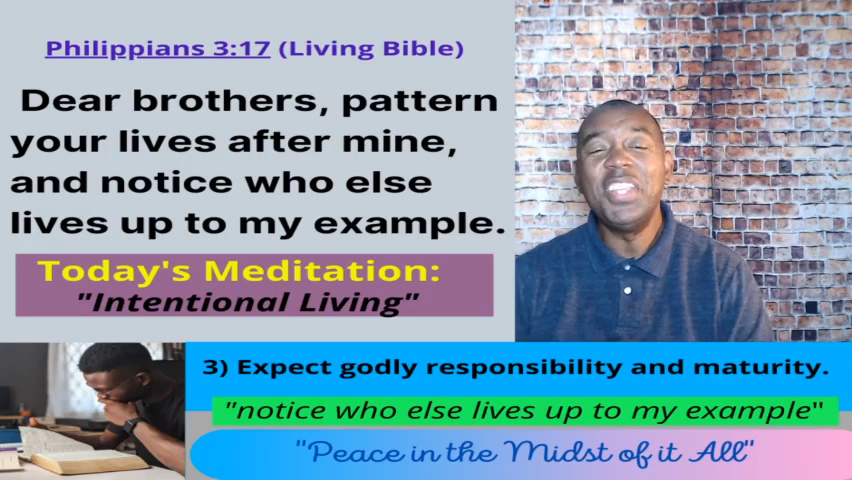 Philippians 3:17 (Living Bible)
Dear brothers, pattern
your lives after mine,
and notice who else
lives up to my example.
Today's Meditation:
"Intentional Living"
3) Expect godly responsibility and maturity.
"notice who else lives up to my example"
"Peace in the Midst of it All"